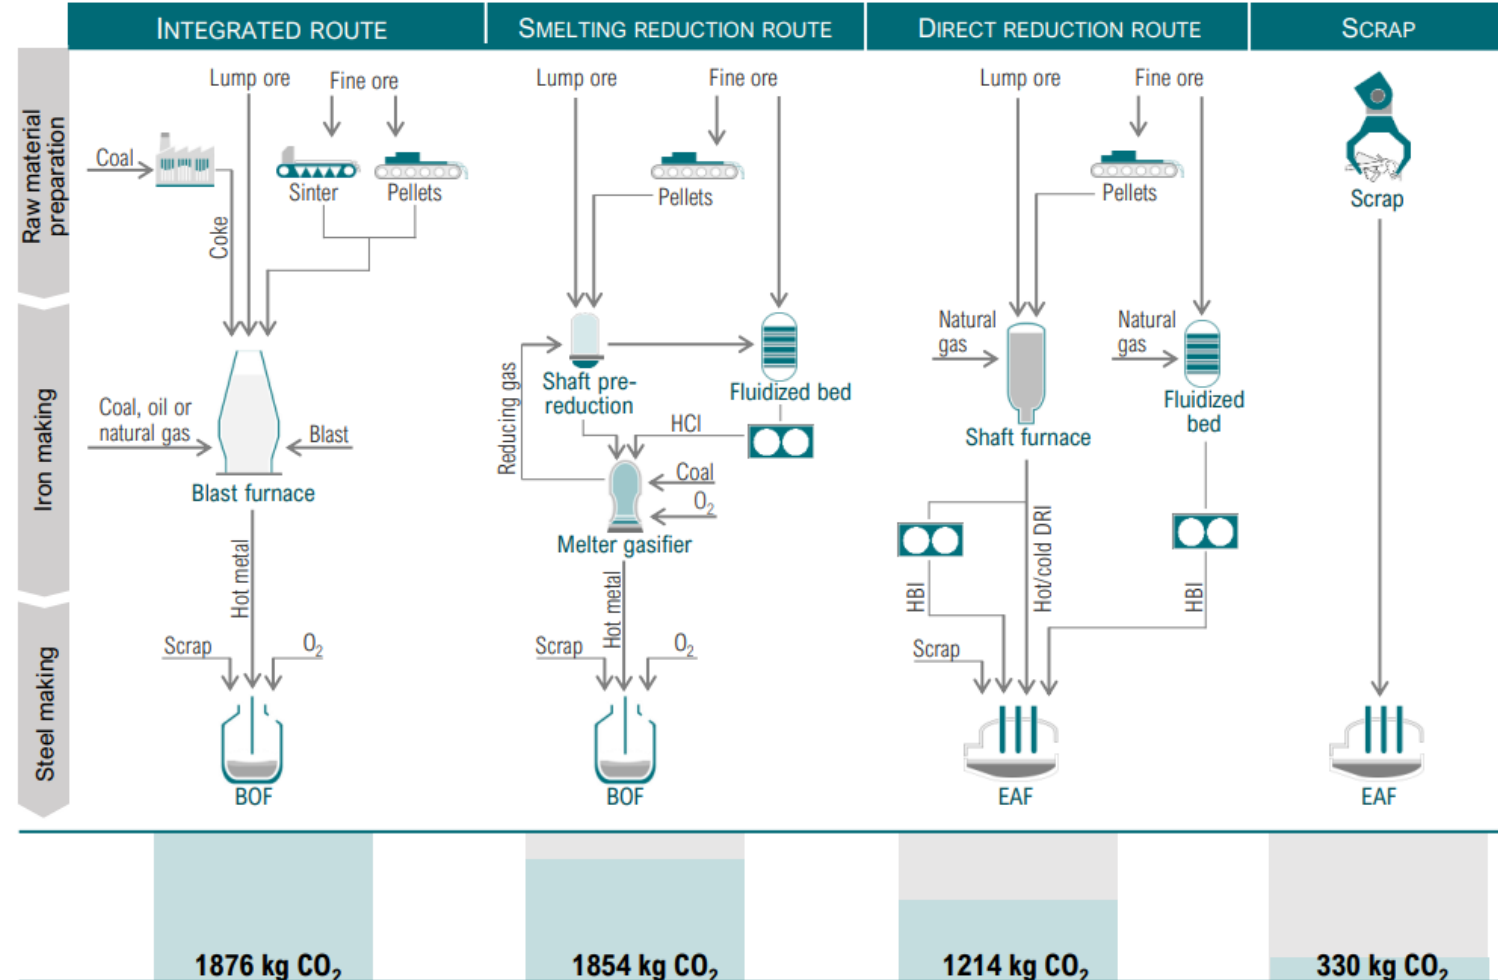 INTEGRATED ROUTE
SMELTING REDUCTION ROUTE
DIRECT REDUCTION ROUTE
SCRAP
Raw material
preparation
Iron making
Steel making
Lump ore
Fine ore
Coal
Sinter
Pellets
Coke
Coal, oil or
natural gas
Blast
Blast furnace
Hot metal
Scrap
O₂
BOF
1876 kg CO₂
Lump ore
Fine ore
Pellets
Shaft pre-
reduction
Fluidized bed
Reducing gas
HCI
Coal
O₂
Melter gasifier
Hot metal
Scrap
O₂
BOF
1854 kg CO₂
Lump ore
Fine ore
Pellets
Natural
gas
Natural
gas
Shaft furnace
Fluidized
bed
HBI
Hot/cold DRI
HBI
Scrap
EAF
1214 kg CO₂
Scrap
EAF
330 kg CO₂